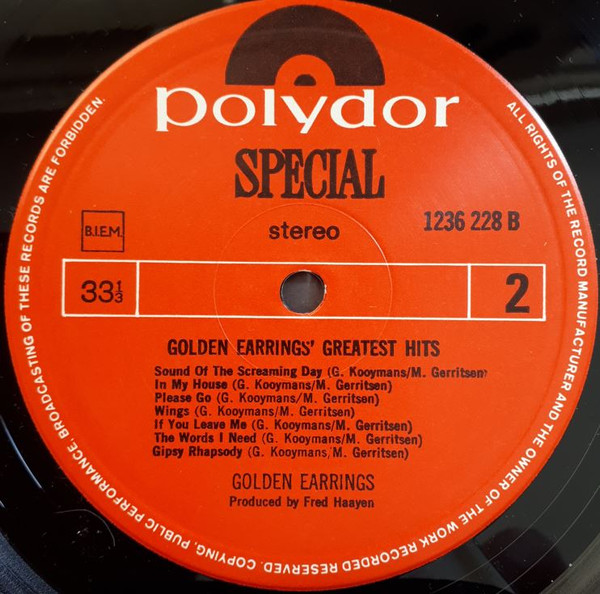 polydor
SPECIAL
stereo
1236 228 B
B.I.E.M.
33⅓
2
GOLDEN EARRINGS' GREATEST HITS
Sound Of The Screaming Day (G. Kooymans/M. Gerritsen)
In My House (G. Kooymans/M. Gerritsen)
Please Go (G. Kooymans/M. Gerritsen)
Wings (G. Kooymans/M. Gerritsen)
If You Leave Me (G. Kooymans/M. Gerritsen)
The Words I Need (G. Kooymans/M. Gerritsen)
Gipsy Rhapsody (G. Kooymans/M. Gerritsen)
GOLDEN EARRINGS
Produced by Fred Haayen
ALL RIGHTS OF THE RECORD MANUFACTURER AND THE OWNER OF THE WORK RECORDED RESERVED. COPYING, PUBLIC PERFORMANCE, BROADCASTING OF THESE RECORDS ARE FORBIDDEN.